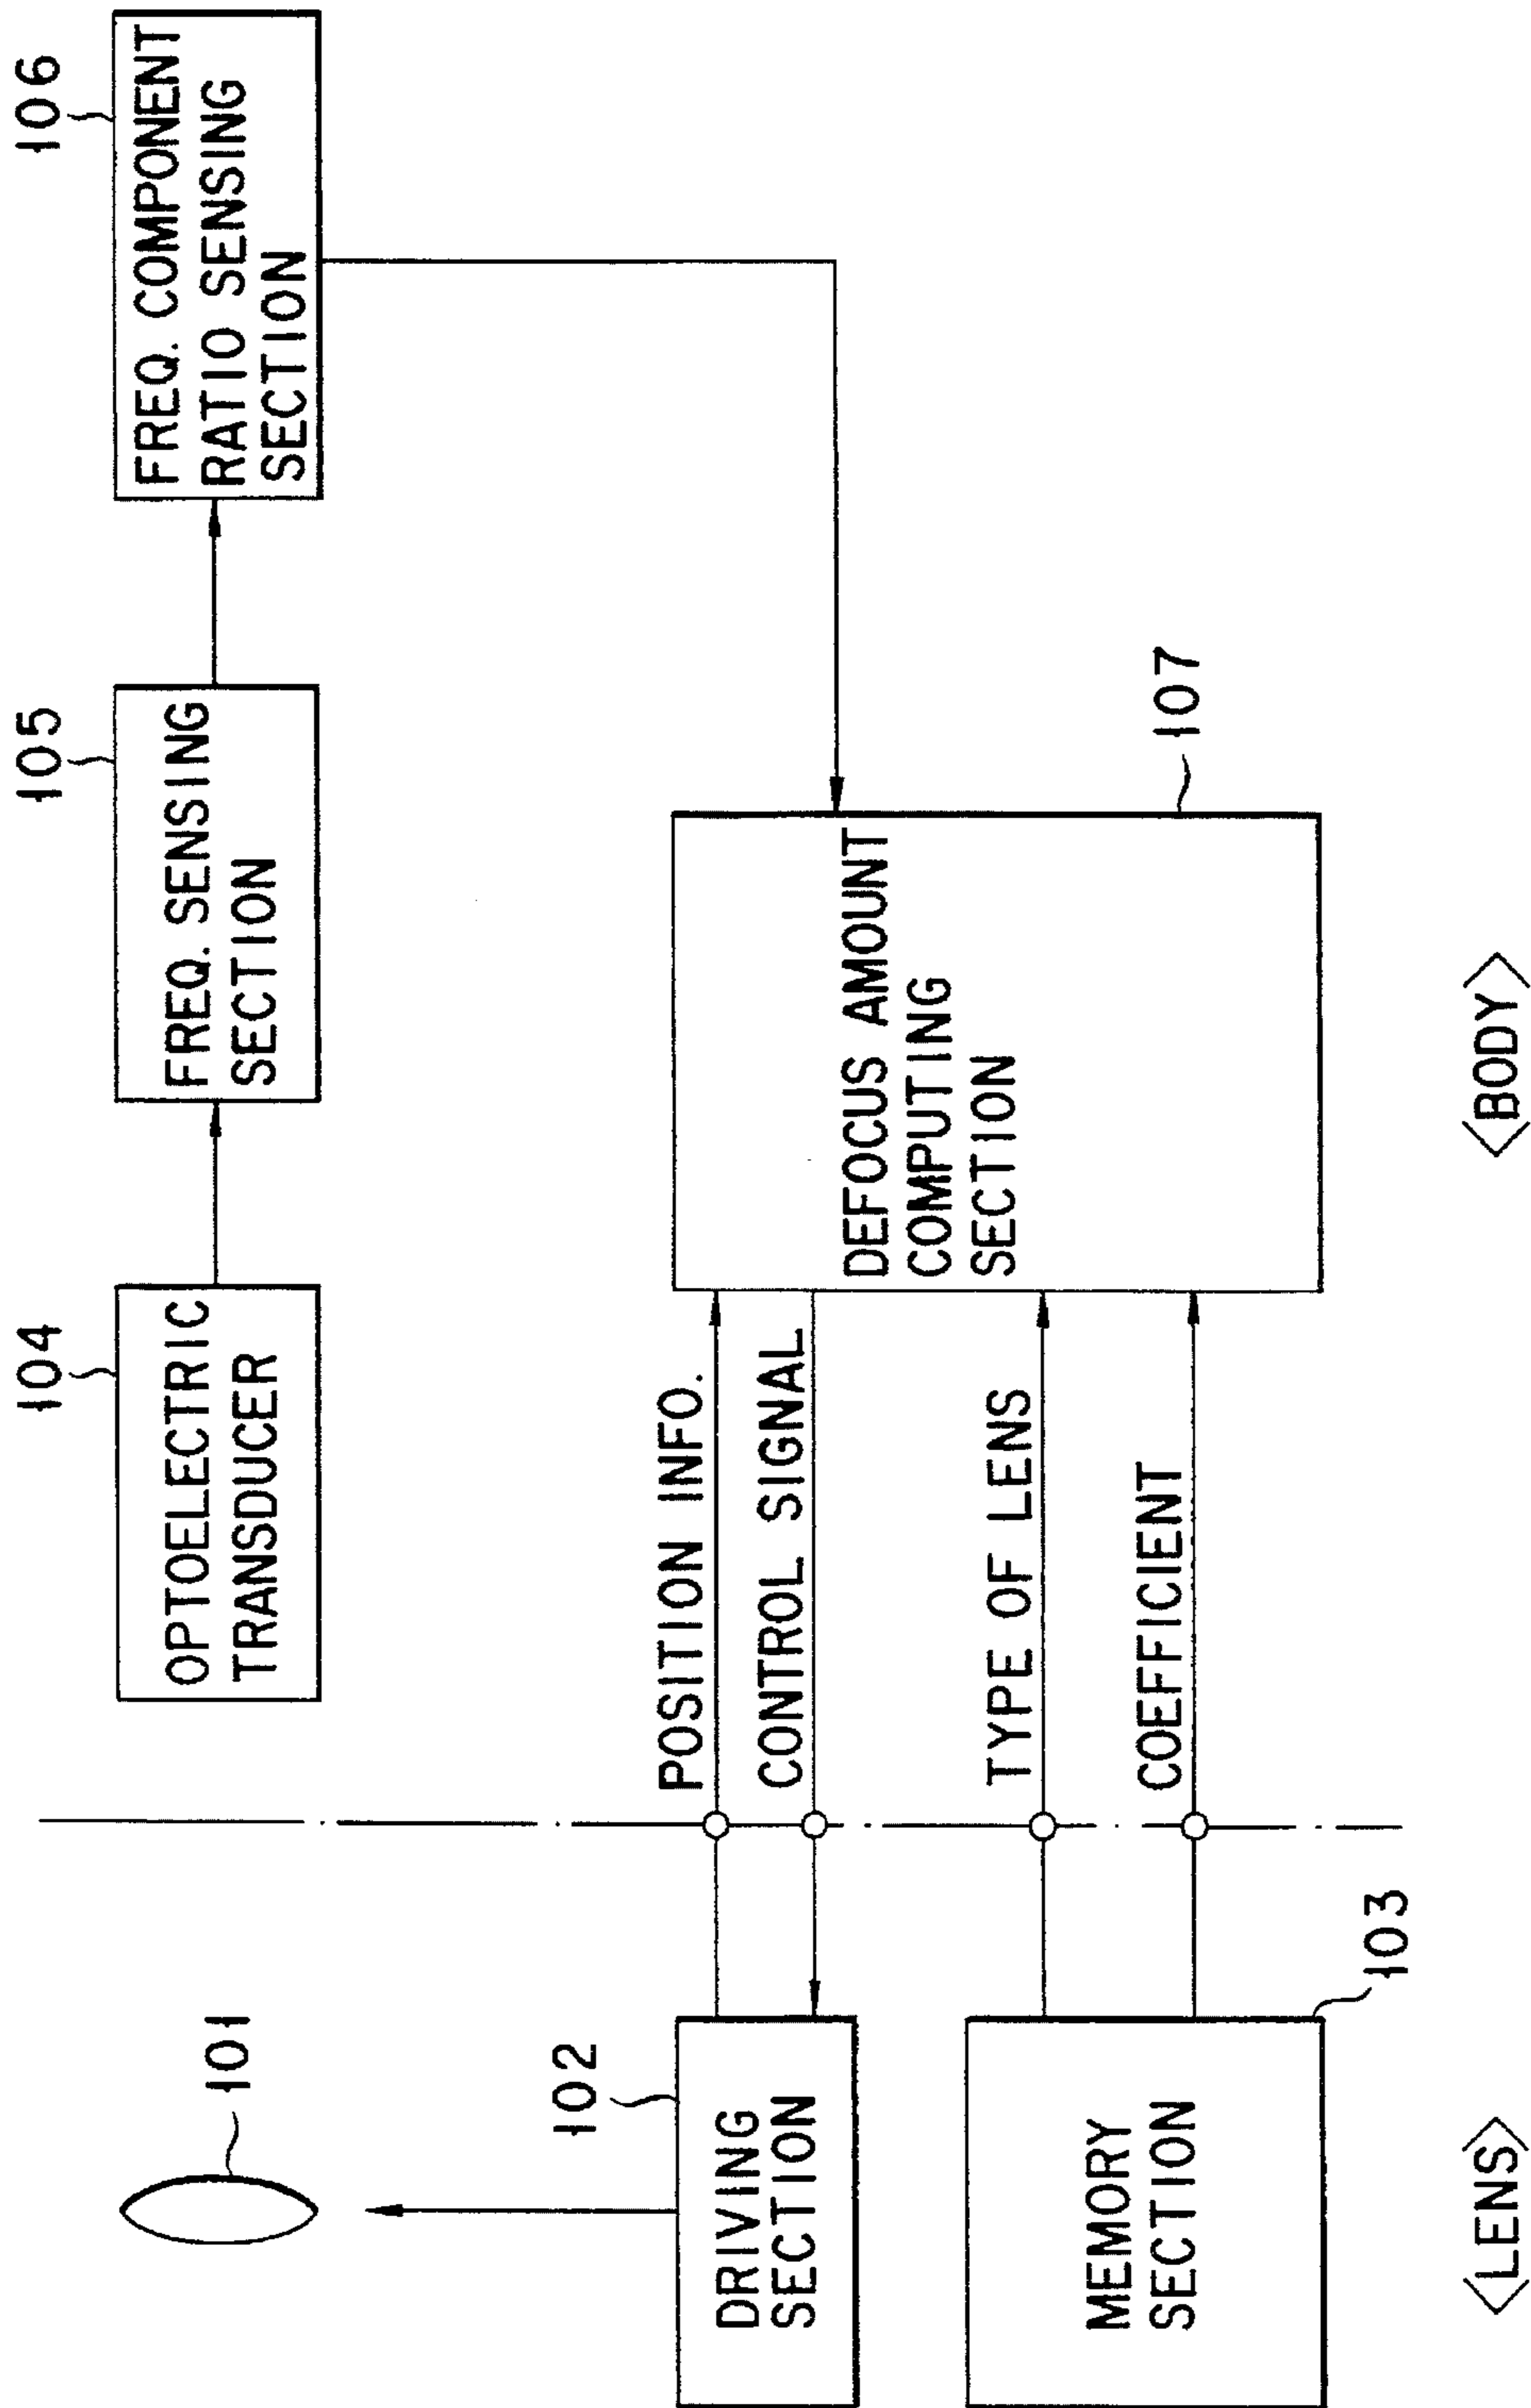 101
104
OPTOELECTRIC
TRANSDUCER
105
FREQ. SENSING
SECTION
106
FREQ. COMPONENT
RATIO SENSING
SECTION
102
DRIVING
SECTION
POSITION INFO.
CONTROL SIGNAL
DEFOCUS AMOUNT
COMPUTING
SECTION
107
MEMORY
SECTION
103
TYPE OF LENS
COEFFICIENT
<LENS>
<BODY>